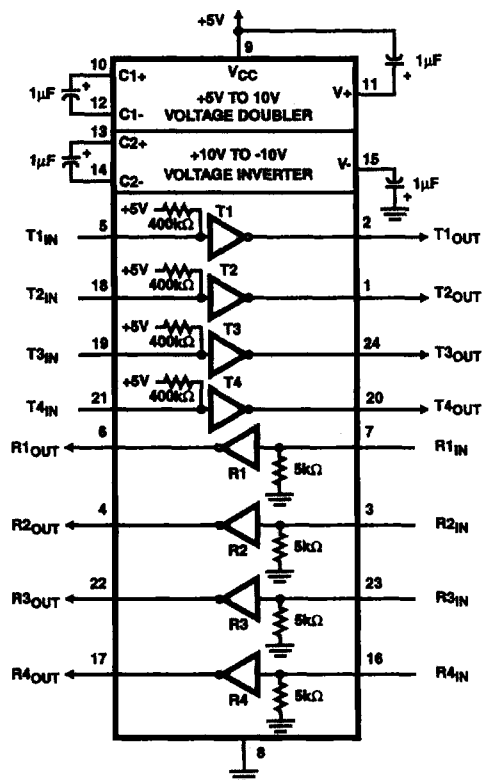 +5V
9
10 C1+ VCC 1µF
1µF + +
12 C1- +5V TO 10V VOLTAGE DOUBLER V+ 11
13 C2+
1µF + +10V TO -10V VOLTAGE INVERTER V- 15
14 C2- + 1µF
+5V 400kΩ T1
T1IN 5 2 T1OUT
+5V 400kΩ T2
T2IN 18 1 T2OUT
+5V 400kΩ T3
T3IN 19 24 T3OUT
+5V 400kΩ T4
T4IN 21 20 T4OUT
R1OUT 6 7 R1IN
R1 5kΩ
R2OUT 4 3 R2IN
R2 5kΩ
R3OUT 22 23 R3IN
R3 5kΩ
R4OUT 17 16 R4IN
R4 5kΩ
8